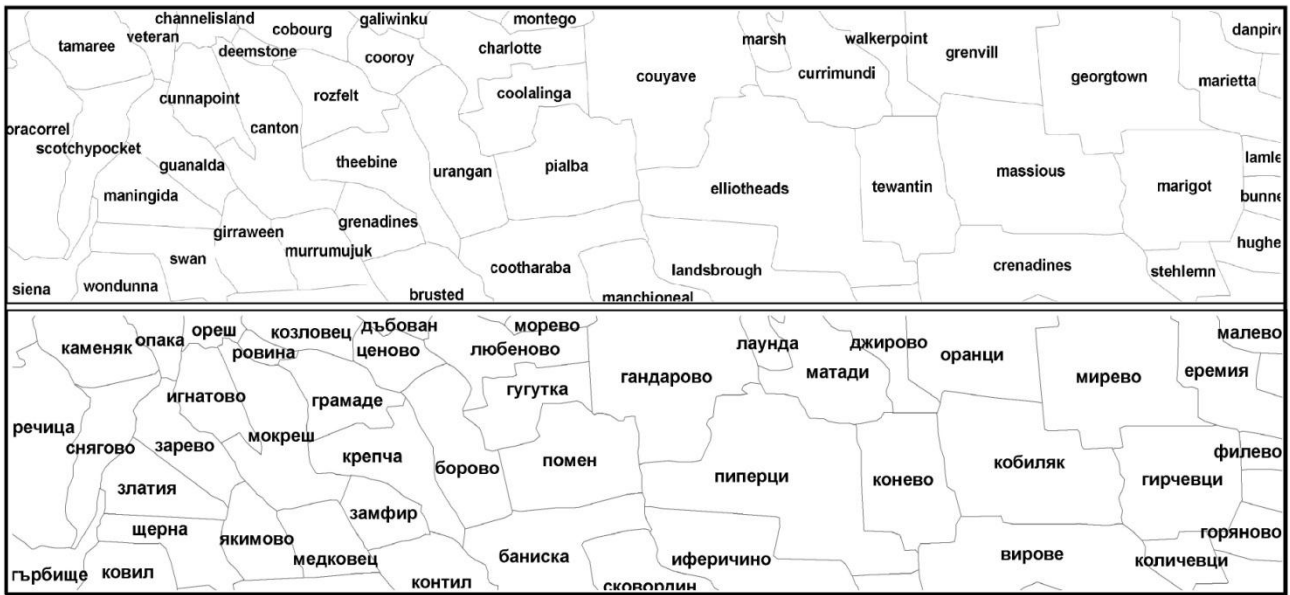 channelisland galiwinku montego
tamaree veteran cobourg marsh walkerpoint danpire
deemstone cooroy charlotte grenvill
couyave currimundi georgtown marietta
cunnapoint rozfelt coolalinga
oracorrel canton
scotchypocket guanalda theebine urangan pialba massious lamle
maningida elliotheads tewantin marigot bunne
girraween grenadines
swan murrumujuk cootharaba landsbrough crenadines stehlemn hughe
siena wondunna brusted manchioneal
каменяк опака ореш козловец дъбован морево малево
ровина ценово любеново лаунда джирово оранци
игнатово грамаде гугутка гандарово матади мирево еремия
речица снягово зарево мокреш
крепча борово помен пиперци конево кобиляк гирчевци филево
златия замфир
щерна якимово медковец баниска иферичино вирове количевци горяново
гърбище ковил контил сковордин